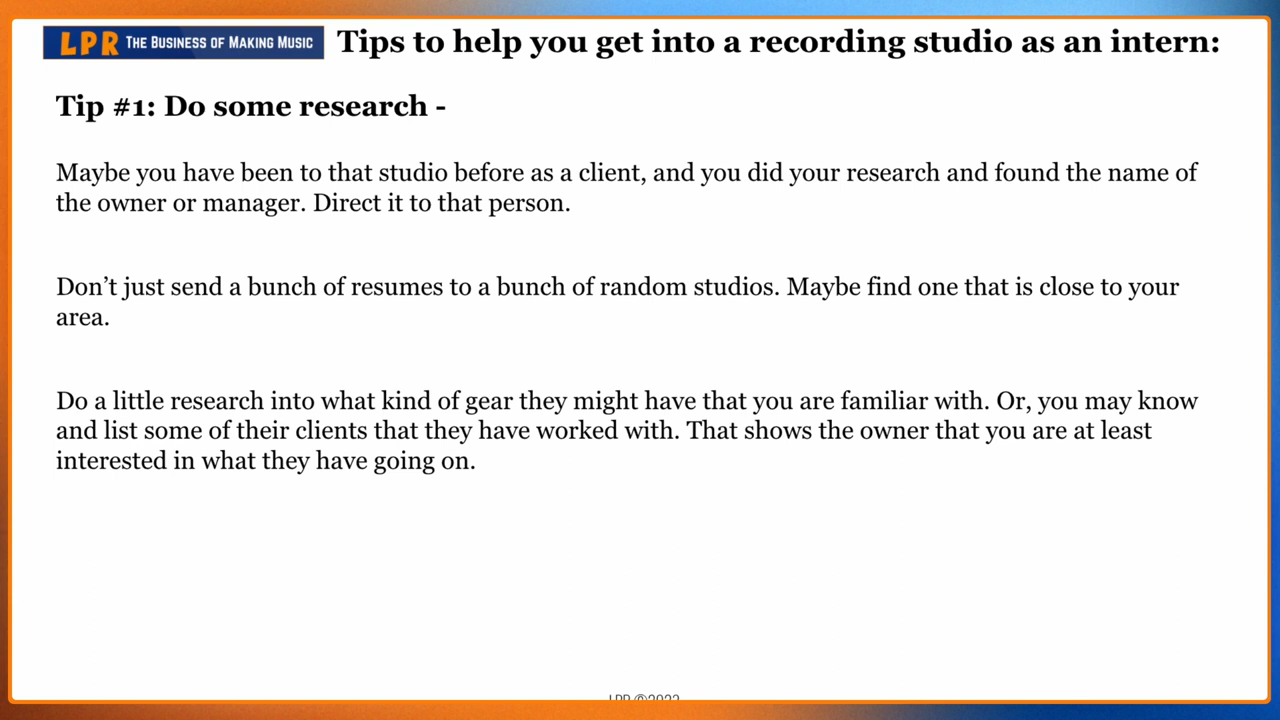 LPR THE BUSINESS OF MAKING MUSIC
Tips to help you get into a recording studio as an intern:
Tip #1: Do some research -
Maybe you have been to that studio before as a client, and you did your research and found the name of
the owner or manager. Direct it to that person.
Don’t just send a bunch of resumes to a bunch of random studios. Maybe find one that is close to your
area.
Do a little research into what kind of gear they might have that you are familiar with. Or, you may know
and list some of their clients that they have worked with. That shows the owner that you are at least
interested in what they have going on.